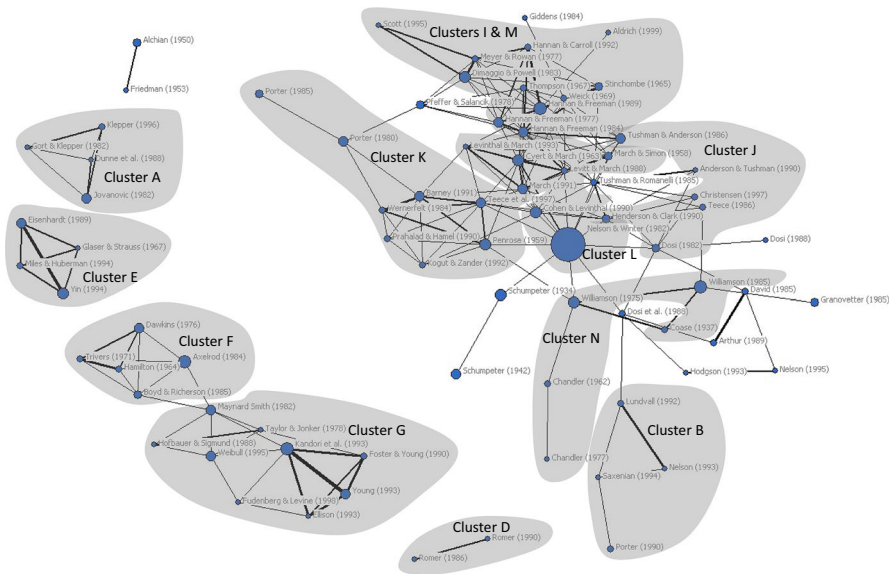 Giddens (1984)
Scott (1995)
Clusters I & M
Aldrich (1999)
Alchian (1950)
Hannan & Carroll (1992)
Meyer & Rowan (1977)
Dimaggio & Powell (1983)
Friedman (1953)
Porter (1985)
Thompson (1967)
Stinchombe (1965)
Weick (1969)
Pfeffer & Salancik (1978)
Hannan & Freeman (1989)
Hannan & Freeman (1977)
Klepper (1996)
Hannan & Freeman (1984)
Tushman & Anderson (1986)
Porter (1980)
Gort & Klepper (1982)
Levinthal & March (1993)
Cluster J
Cluster K
Cyert & March (1963)
March & Simon (1958)
Dunne et al. (1988)
Levitt & March (1988)
Anderson & Tushman (1990)
Cluster A
Tushman & Romanelli (1985)
March (1991)
Barney (1991)
Jovanovic (1982)
Christensen (1997)
Teece et al. (1997)
Teece (1986)
Wernerfelt (1984)
Cohen & Levinthal (1990)
Henderson & Clark (1990)
Eisenhardt (1989)
Nelson & Winter (1982)
Prahalad & Hamel (1990)
Penrose (1959)
Dosi (1988)
Glaser & Strauss (1967)
Dosi (1982)
Cluster L
Miles & Huberman (1994)
Kogut & Zander (1992)
Cluster E
Williamson (1985)
Yin (1994)
David (1985)
Schumpeter (1934)
Williamson (1975)
Granovetter (1985)
Dosi et al. (1988)
Dawkins (1976)
Coase (1937)
Cluster N
Cluster F
Arthur (1989)
Trivers (1971)
Axelrod (1984)
Hamilton (1964)
Schumpeter (1942)
Hodgson (1993)
Nelson (1995)
Chandler (1962)
Boyd & Richerson (1985)
Lundvall (1992)
Maynard Smith (1982)
Taylor & Jonker (1978)
Cluster G
Cluster B
Hofbauer & Sigmund (1988)
Kandori et al. (1993)
Weibull (1995)
Foster & Young (1990)
Chandler (1977)
Nelson (1993)
Saxenian (1994)
Young (1993)
Fudenberg & Levine (1998)
Ellison (1993)
Cluster D
Romer (1990)
Porter (1990)
Romer (1986)